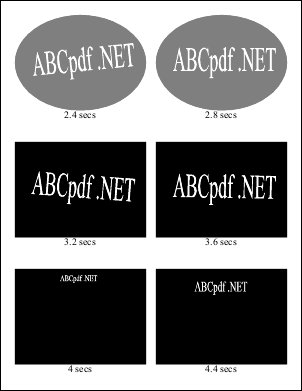 ABCpdf .NET
ABCpdf .NET
2.4 secs
2.8 secs
ABCpdf .NET
ABCpdf .NET
3.2 secs
3.6 secs
ABCpdf .NET
ABCpdf .NET
4 secs
4.4 secs